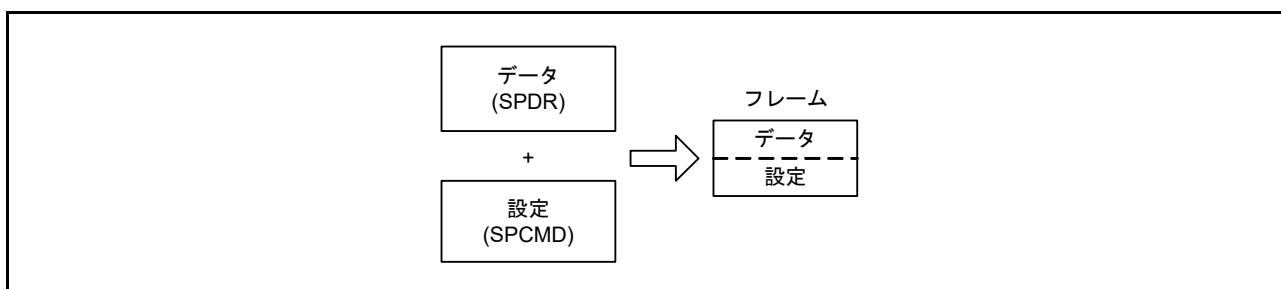 データ
(SPDR)
+
設定
(SPCMD)
フレーム
データ
設定